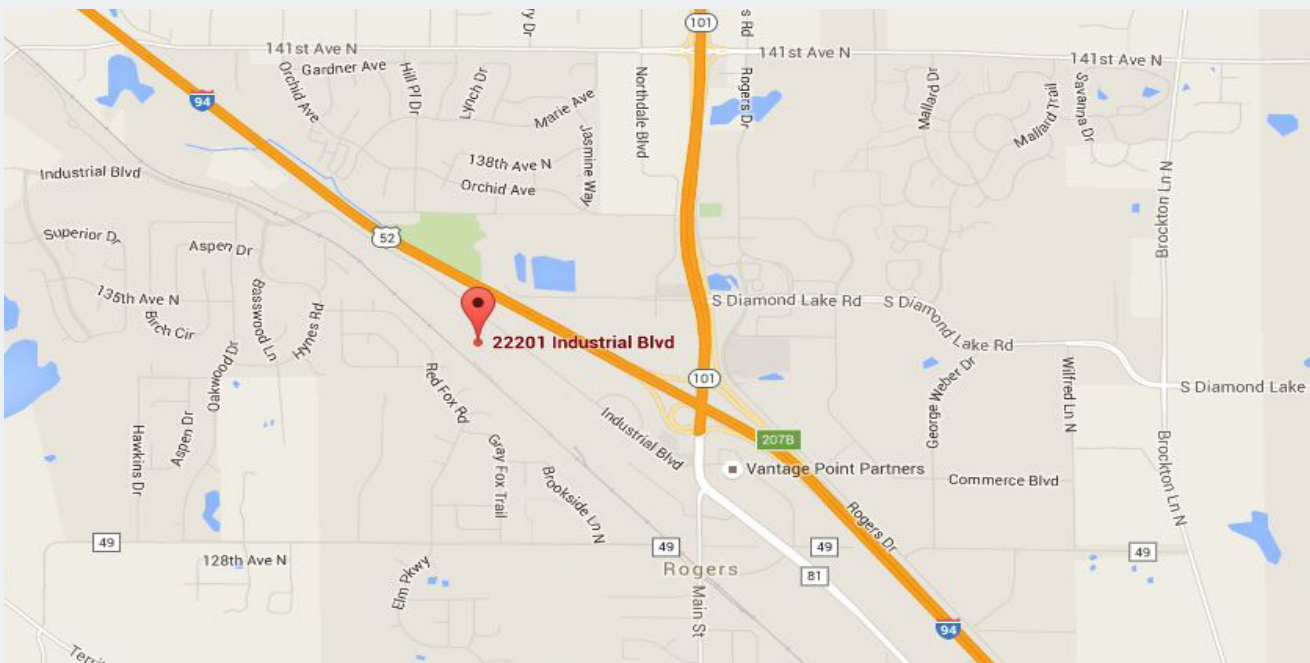 101
141st Ave N
Gardner Ave
Orchid Ave
Hill Pl Dr
Lynch Dr
Marie Ave
Jasmine Way
Northdale Blvd
Rogers Dr
s Rd
ry Dr
141st Ave N
141st Ave N
Mallard Dr
Mallard Trail
Savanna Dr
Brockton Ln N
94
138th Ave N
Orchid Ave
Industrial Blvd
52
Superior Dr
Aspen Dr
135th Ave N
Birch Cir
Basswood Ln
Hynes Rd
Oakwood Dr
S Diamond Lake Rd
S Diamond
Lake Rd
22201 Industrial Blvd
101
Red Fox Rd
George Weber Dr
Wilfred Ln N
S Diamond Lake
Hawkins Dr
Aspen Dr
Gray Fox Trail
Industrial Blvd
207B
Vantage Point Partners
Commerce Blvd
Brockton Ln N
Brookside Ln N
Rogers Dr
49
128th Ave N
49
49
49
Rogers
81
Elm Pkwy
Main St
94
Territ